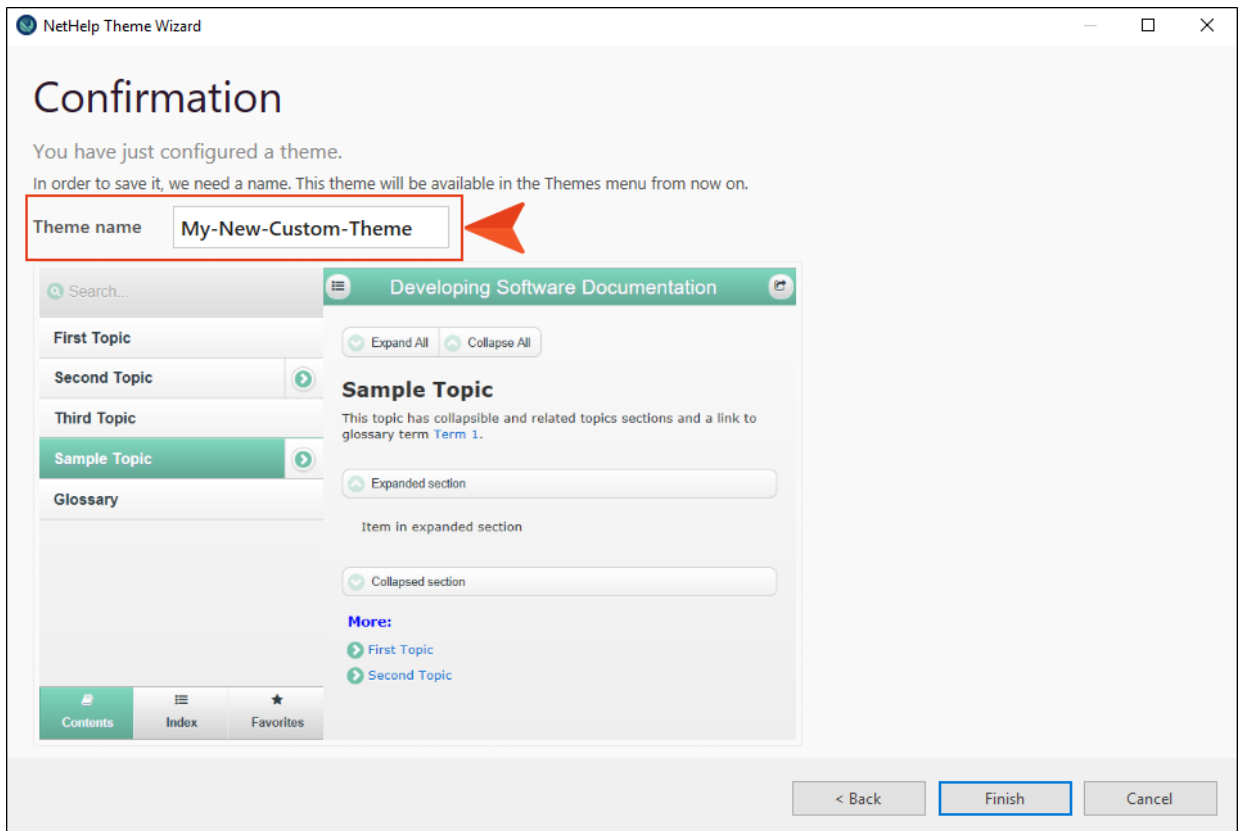 NetHelp Theme Wizard
Confirmation
You have just configured a theme.
In order to save it, we need a name. This theme will be available in the Themes menu from now on.
Theme name My-New-Custom-Theme
Search...
First Topic
Second Topic
Third Topic
Sample Topic
Glossary
Contents Index Favorites
Developing Software Documentation
Expand All Collapse All
Sample Topic
This topic has collapsible and related topics sections and a link to
glossary term Term 1.
Expanded section
Item in expanded section
Collapsed section
More:
First Topic
Second Topic
< Back Finish Cancel